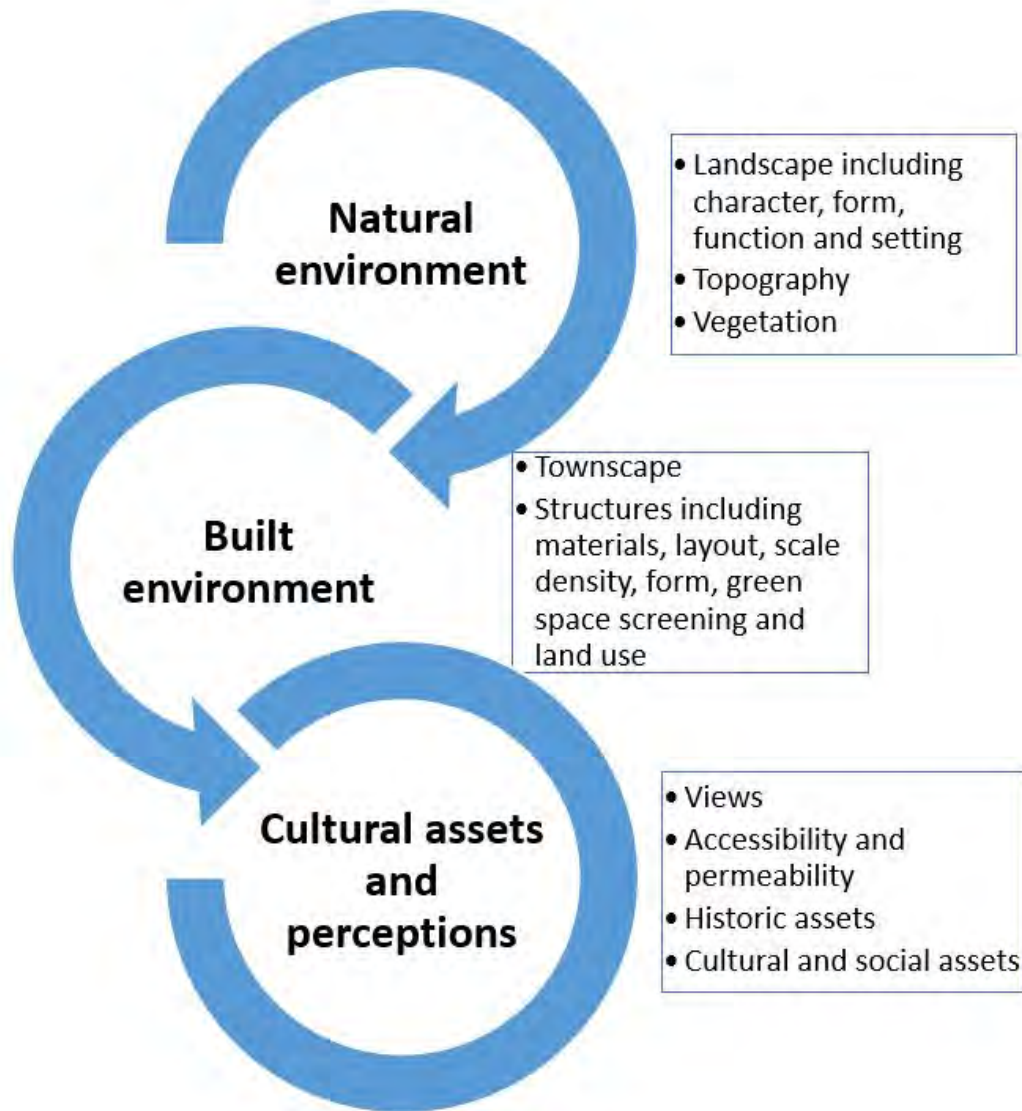 Natural
environment
• Landscape including
character, form,
function and setting
• Topography
• Vegetation
Built
environment
• Townscape
• Structures including
materials, layout, scale
density, form, green
space screening and
land use
Cultural assets
and
perceptions
• Views
• Accessibility and
permeability
• Historic assets
• Cultural and social assets